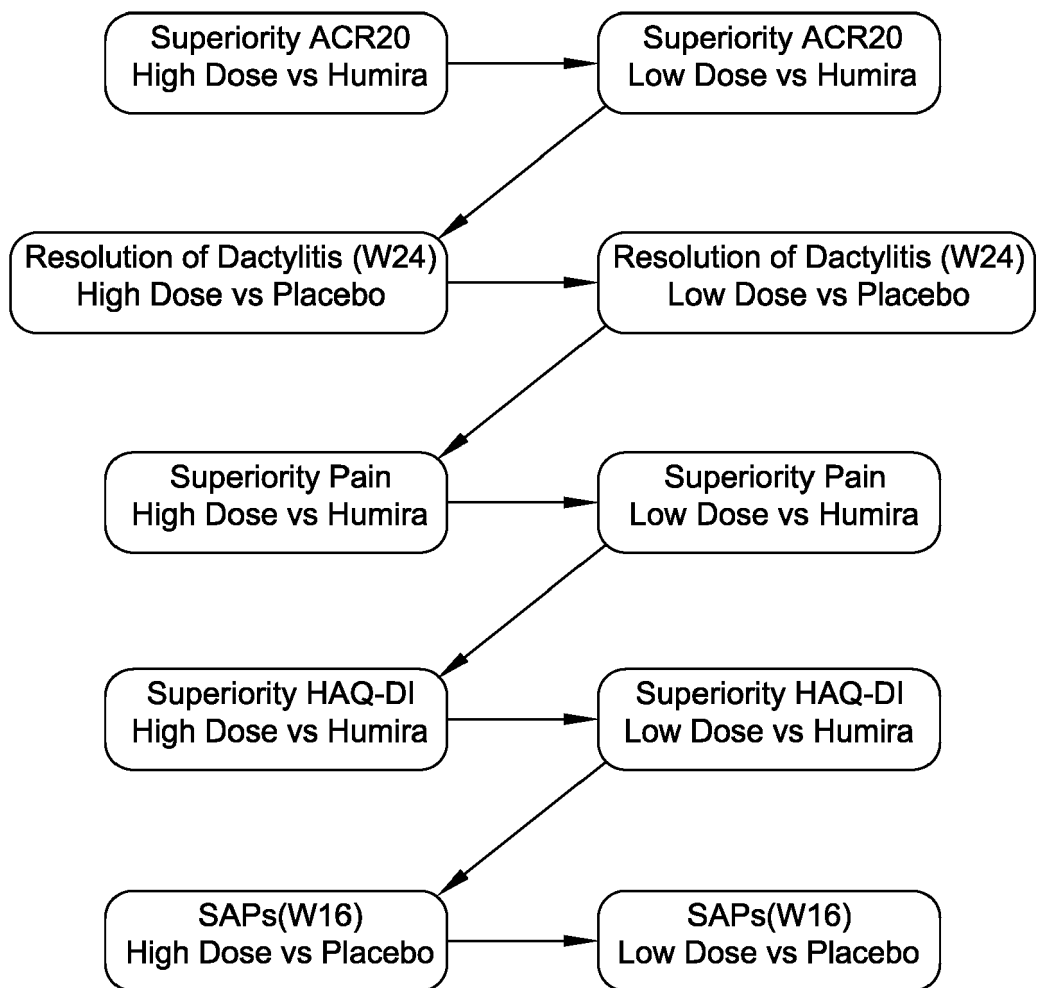 Superiority ACR20
High Dose vs Humira
Superiority ACR20
Low Dose vs Humira
Resolution of Dactylitis (W24)
High Dose vs Placebo
Resolution of Dactylitis (W24)
Low Dose vs Placebo
Superiority Pain
High Dose vs Humira
Superiority Pain
Low Dose vs Humira
Superiority HAQ-DI
High Dose vs Humira
Superiority HAQ-DI
Low Dose vs Humira
SAPs(W16)
High Dose vs Placebo
SAPs(W16)
Low Dose vs Placebo